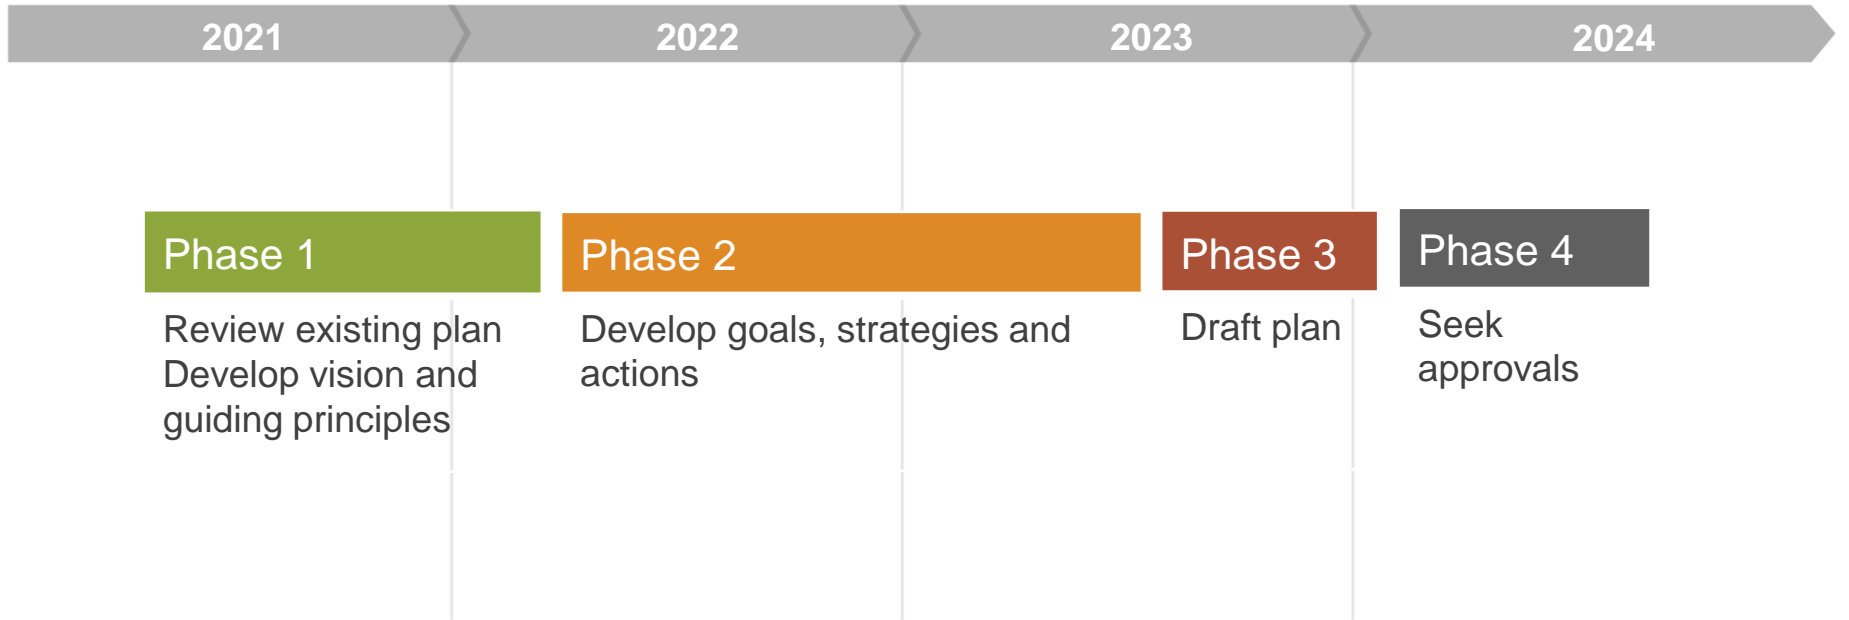 2021
2022
2023
2024
Phase 1
Phase 2
Phase 3
Phase 4
Review existing plan
Develop vision and
guiding principles
Develop goals, strategies and
actions
Draft plan
Seek
approvals